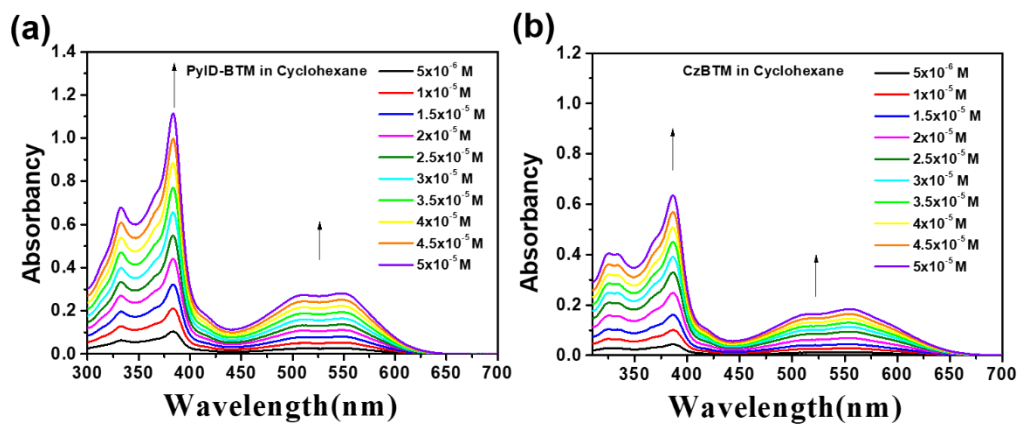 (a)
PyID-BTM in Cyclohexane
5x10⁻⁶ M
1x10⁻⁵ M
1.5x10⁻⁵ M
2x10⁻⁵ M
2.5x10⁻⁵ M
3x10⁻⁵ M
3.5x10⁻⁵ M
4x10⁻⁵ M
4.5x10⁻⁵ M
5x10⁻⁵ M
Absorbancy
1.4
1.2
1.0
0.8
0.6
0.4
0.2
0.0
300 350 400 450 500 550 600 650 700
Wavelength(nm)
(b)
CzBTM in Cyclohexane
5x10⁻⁶ M
1x10⁻⁵ M
1.5x10⁻⁵ M
2x10⁻⁵ M
2.5x10⁻⁵ M
3x10⁻⁵ M
3.5x10⁻⁵ M
4x10⁻⁵ M
4.5x10⁻⁵ M
5x10⁻⁵ M
Absorbancy
1.2
1.0
0.8
0.6
0.4
0.2
0.0
350 400 450 500 550 600 650 700
Wavelength(nm)